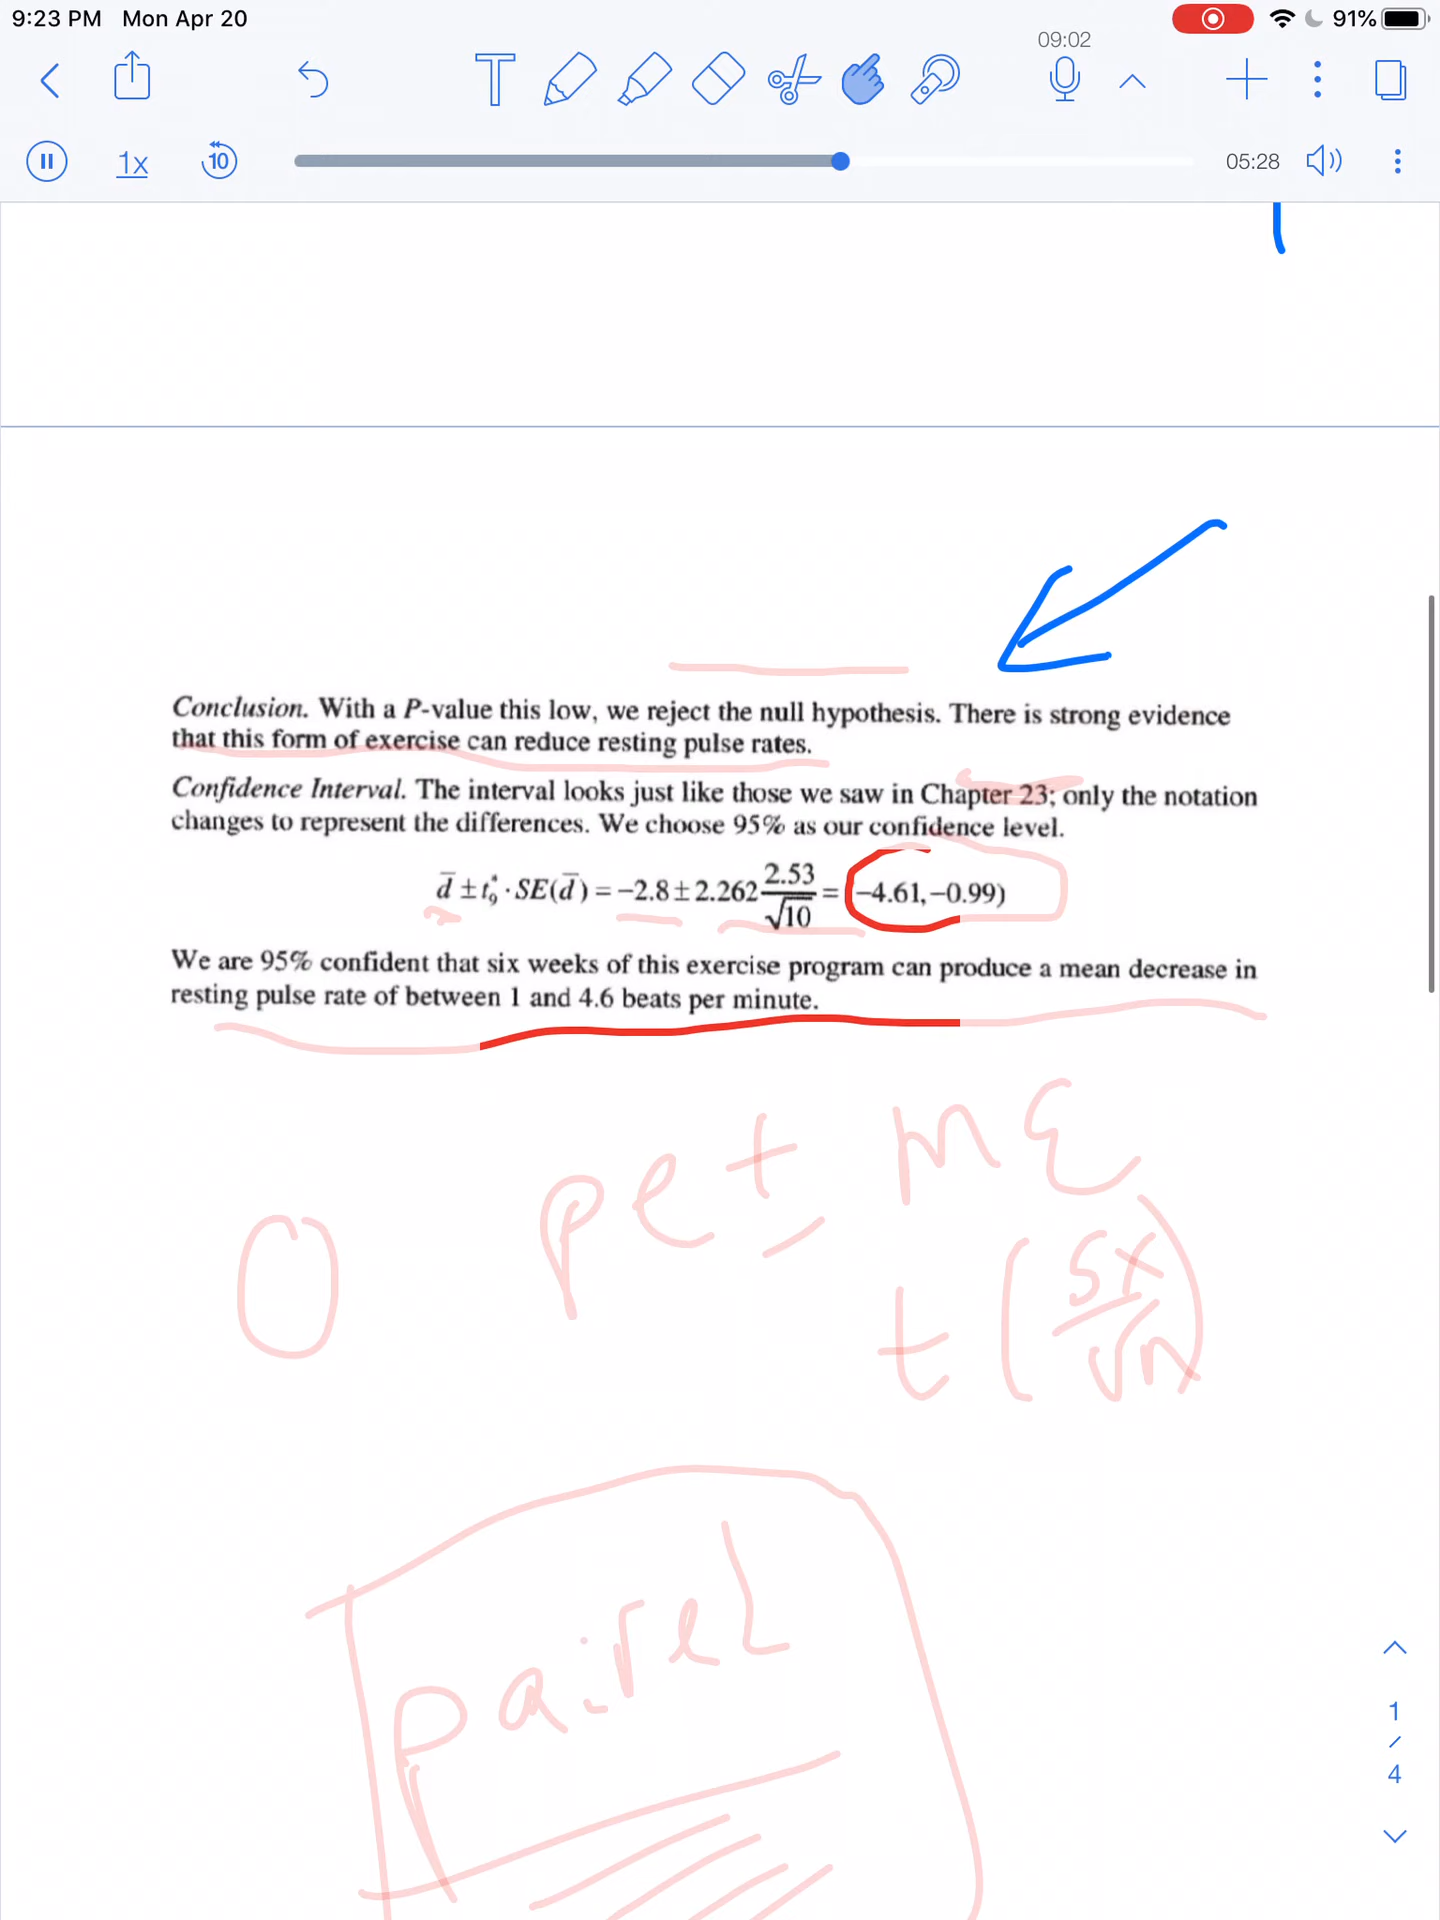 9:23 PM Mon Apr 20
91%
09:02
T
1x
10
05:28
Conclusion. With a P-value this low, we reject the null hypothesis. There is strong evidence
that this form of exercise can reduce resting pulse rates.
Confidence Interval. The interval looks just like those we saw in Chapter 23; only the notation
changes to represent the differences. We choose 95% as our confidence level.
d̅ ± t*₉ · SE(d̅) = −2.8 ± 2.262 2.53/√10 = (−4.61, −0.99)
We are 95% confident that six weeks of this exercise program can produce a mean decrease in
resting pulse rate of between 1 and 4.6 beats per minute.
pe ± ME
0
t (sx/√n)
paired
1
/
4